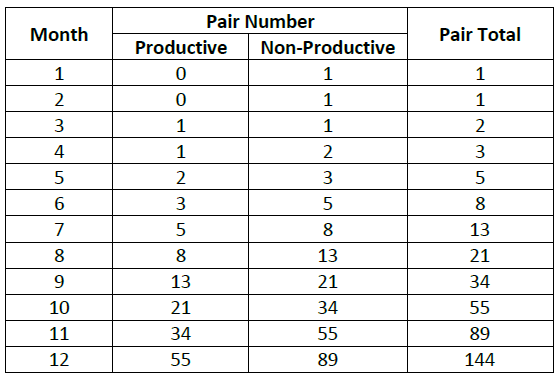 Month Pair Number Pair Total
Productive Non-Productive
1 0 1 1
2 0 1 1
3 1 1 2
4 1 2 3
5 2 3 5
6 3 5 8
7 5 8 13
8 8 13 21
9 13 21 34
10 21 34 55
11 34 55 89
12 55 89 144